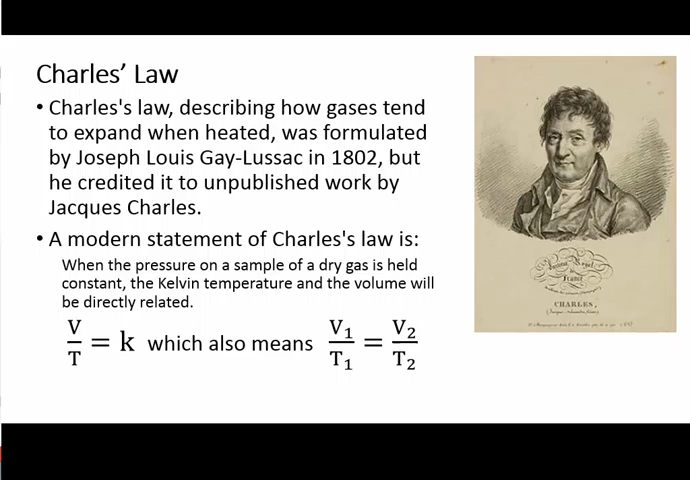 Charles’ Law
• Charles's law, describing how gases tend
to expand when heated, was formulated
by Joseph Louis Gay-Lussac in 1802, but
he credited it to unpublished work by
Jacques Charles.
• A modern statement of Charles's law is:
When the pressure on a sample of a dry gas is held
constant, the Kelvin temperature and the volume will
be directly related.
V/T = k which also means V₁/T₁ = V₂/T₂
France
CHARLES,